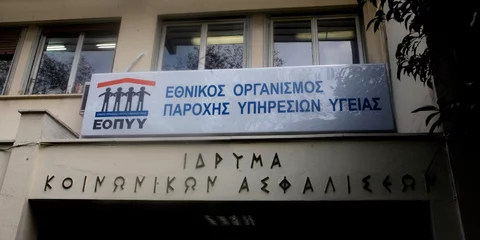 ΕΘΝΙΚΟΣ ΟΡΓΑΝΙΣΜΟΣ
ΠΑΡΟΧΗΣ ΥΠΗΡΕΣΙΩΝ ΥΓΕΙΑΣ
ΕΟΠΥΥ
ΙΔΡΥΜΑ
ΚΟΙΝΩΝΙΚΩΝ ΑΣΦΑΛΙΣΕΩΝ